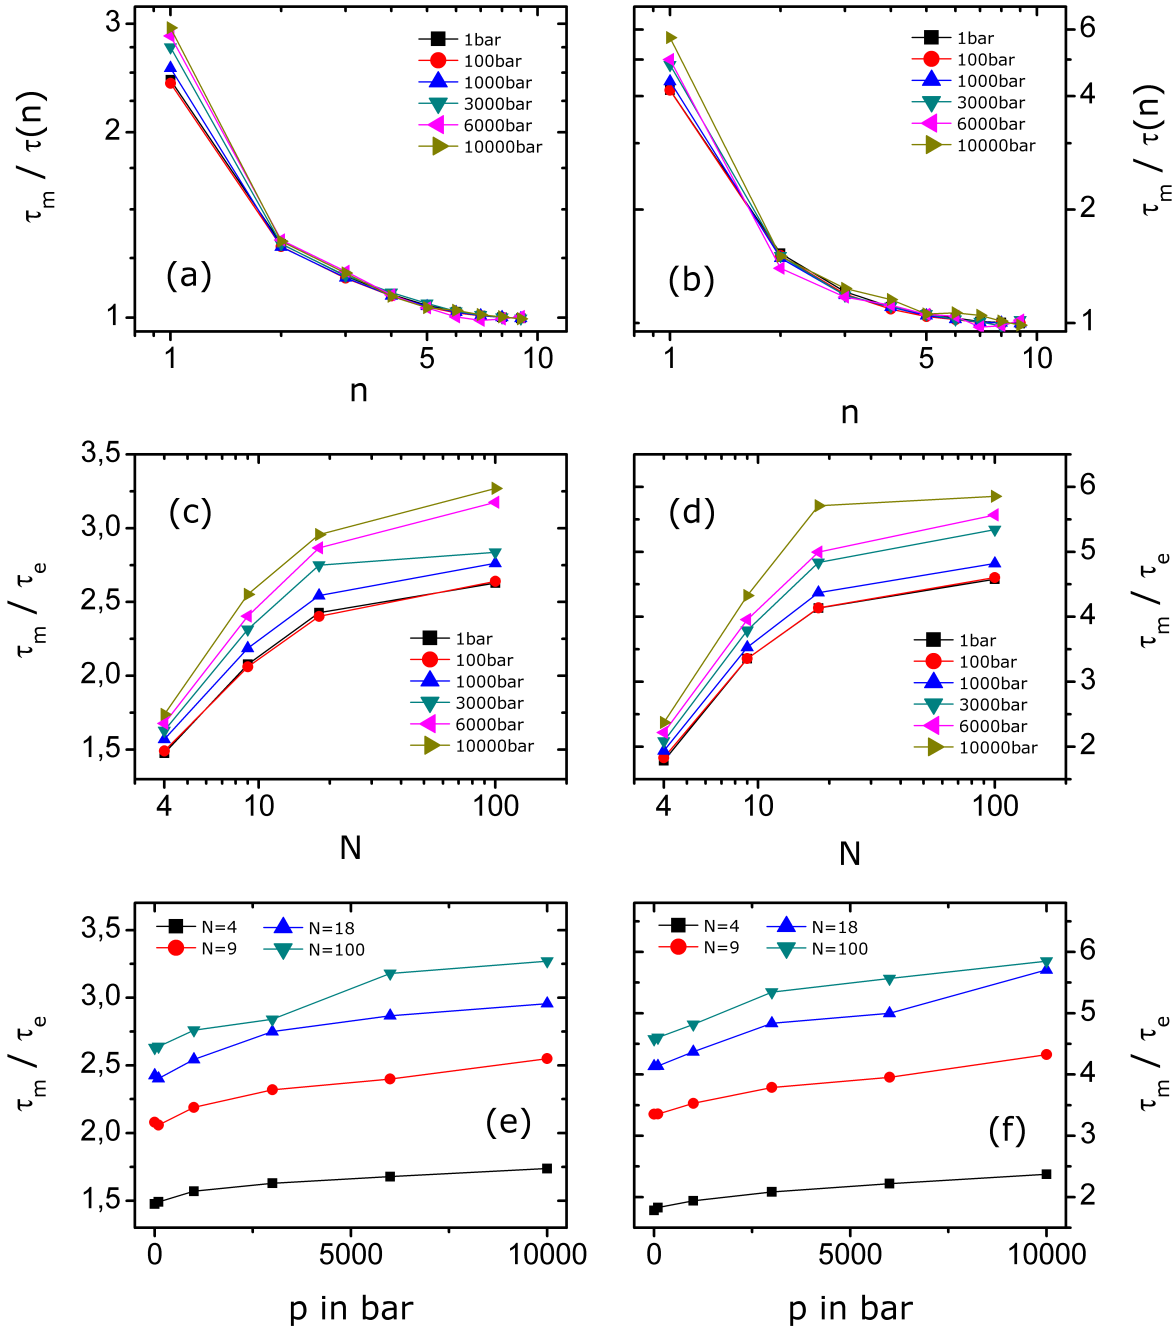 3
2
1
τm / τ(n)
(a)
1bar
100bar
1000bar
3000bar
6000bar
10000bar
1
5
10
n
6
4
2
1
τm / τ(n)
(b)
1bar
100bar
1000bar
3000bar
6000bar
10000bar
1
5
10
n
3,5
3,0
2,5
2,0
1,5
τm / τe
(c)
1bar
100bar
1000bar
3000bar
6000bar
10000bar
4
10
100
N
6
5
4
3
2
τm / τe
(d)
1bar
100bar
1000bar
3000bar
6000bar
10000bar
4
10
100
N
3,5
3,0
2,5
2,0
1,5
τm / τe
N=4
N=18
N=9
N=100
(e)
0
5000
10000
p in bar
6
5
4
3
2
τm / τe
N=4
N=18
N=9
N=100
(f)
0
5000
10000
p in bar